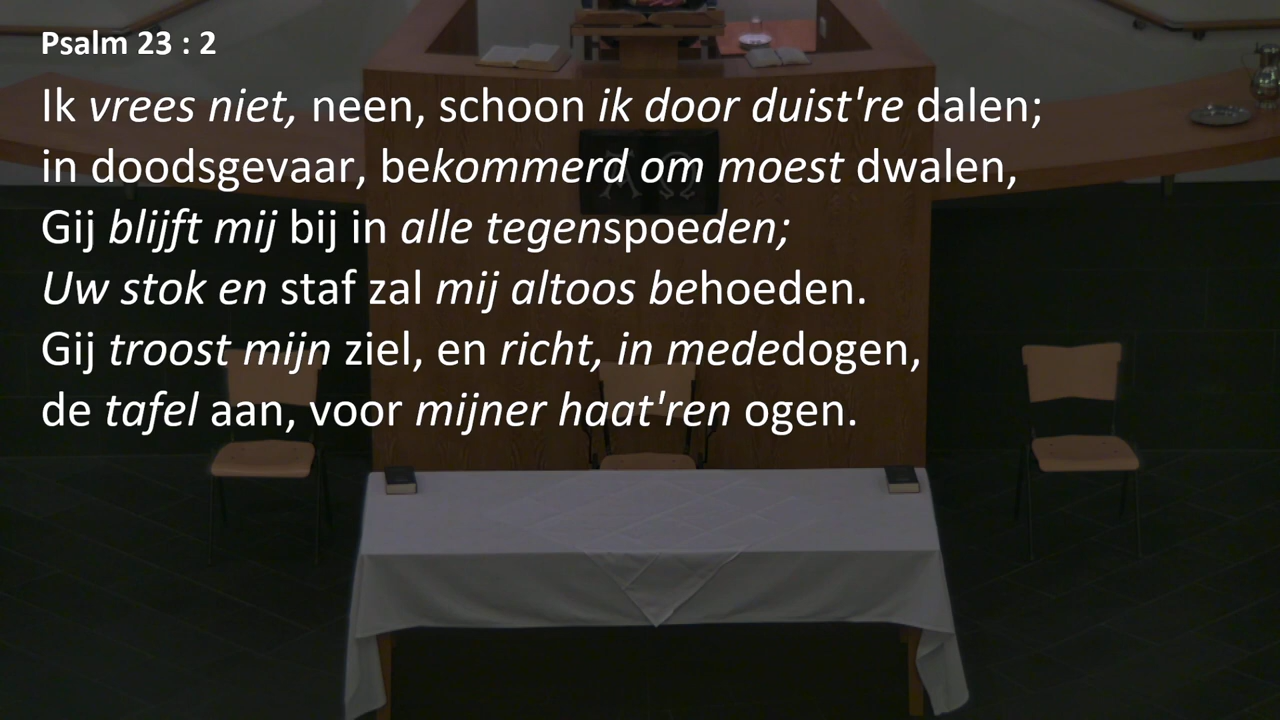 Psalm 23 : 2
Ik vrees niet, neen, schoon ik door duist're dalen;
in doodsgevaar, bekommerd om moest dwalen,
Gij blijft mij bij in alle tegenspoeden;
Uw stok en staf zal mij altoos behoeden.
Gij troost mijn ziel, en richt, in mededogen,
de tafel aan, voor mijner haat'ren ogen.
ΑΩ